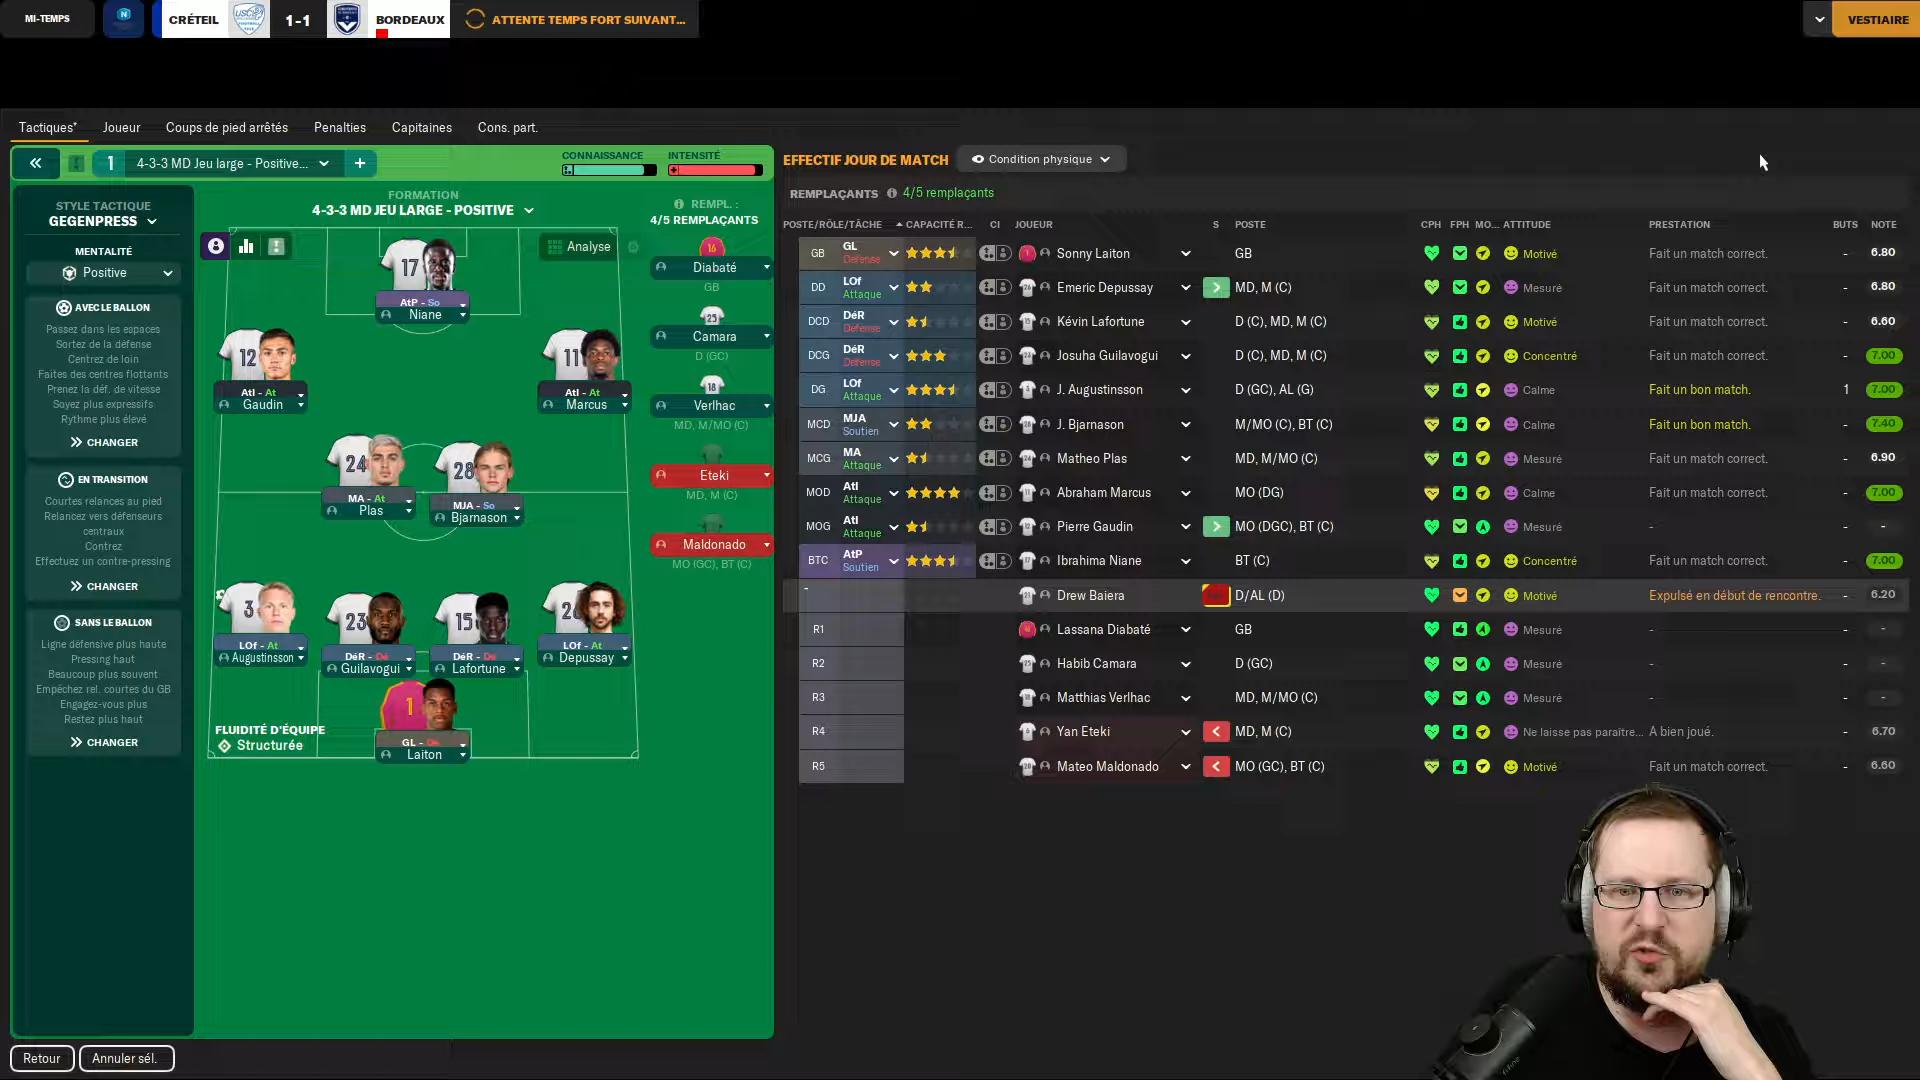 MI-TEMPS
CRÉTEIL
1-1
BORDEAUX
ATTENTE TEMPS FORT SUIVANT...
VESTIAIRE
Tactiques* Joueur Coups de pied arrêtés Penalties Capitaines Cons. part.
1 4-3-3 MD Jeu large - Positive...
CONNAISSANCE
INTENSITÉ
STYLE TACTIQUE
GEGENPRESS
MENTALITÉ
Positive
AVEC LE BALLON
Passez dans les espaces
Sortez de la défense
Centrez de loin
Faites des centres flottants
Prenez la déf. de vitesse
Soyez plus expressifs
Rythme plus élevé
CHANGER
EN TRANSITION
Courtes relances au pied
Relancez vers défenseurs
centraux
Contrez
Effectuez un contre-pressing
CHANGER
SANS LE BALLON
Ligne défensive plus haute
Pressing haut
Beaucoup plus souvent
Empêchez rel. courtes du GB
Engagez-vous plus
Restez plus haut
CHANGER
FORMATION
4-3-3 MD JEU LARGE - POSITIVE
Analyse
17
AtP - So
Niane
12
AtI - At
Gaudin
11
AtI - At
Marcus
24
MA - At
Plas
28
MJA - So
Bjarnason
3
LOf - At
Augustinsson
23
DéR - Dé
Guilavogui
15
DéR - Dé
Lafortune
LOf - At
Depussay
1
GL - Dé
Laiton
FLUIDITÉ D'ÉQUIPE
Structurée
REMPL. :
4/5 REMPLAÇANTS
16
Diabaté
GB
25
Camara
D (GC)
18
Verlhac
MD, M/MO (C)
Eteki
MD, M (C)
Maldonado
MO (GC), BT (C)
EFFECTIF JOUR DE MATCH
Condition physique
REMPLAÇANTS 4/5 remplaçants
POSTE/RÔLE/TÂCHE CAPACITÉ R... CI JOUEUR S POSTE CPH FPH MO... ATTITUDE PRESTATION BUTS NOTE
GB GL Défense Sonny Laiton GB Motivé Fait un match correct. - 6.80
DD LOf Attaque Emeric Depussay MD, M (C) Mesuré Fait un match correct. - 6.80
DCD DéR Défense Kévin Lafortune D (C), MD, M (C) Motivé Fait un match correct. - 6.60
DCG DéR Défense Josuha Guilavogui D (C), MD, M (C) Concentré Fait un match correct. - 7.00
DG LOf Attaque J. Augustinsson D (GC), AL (G) Calme Fait un bon match. 1 7.00
MCD MJA Soutien J. Bjarnason M/MO (C), BT (C) Calme Fait un bon match. - 7.40
MCG MA Attaque Matheo Plas MD, M/MO (C) Mesuré Fait un match correct. - 6.90
MOD AtI Attaque Abraham Marcus MO (DG) Calme Fait un match correct. - 7.00
MOG AtI Attaque Pierre Gaudin MO (DGC), BT (C) Mesuré - - -
BTC AtP Soutien Ibrahima Niane BT (C) Concentré Fait un match correct. - 7.00
- Drew Baiera D/AL (D) Motivé Expulsé en début de rencontre. - 6.20
R1 Lassana Diabaté GB Mesuré - - -
R2 Habib Camara D (GC) Mesuré - - -
R3 Matthias Verlhac MD, M/MO (C) Mesuré - - -
R4 Yan Eteki MD, M (C) Ne laisse pas paraître... A bien joué. - 6.70
R5 Mateo Maldonado MO (GC), BT (C) Motivé Fait un match correct. - 6.60
Retour
Annuler sél.